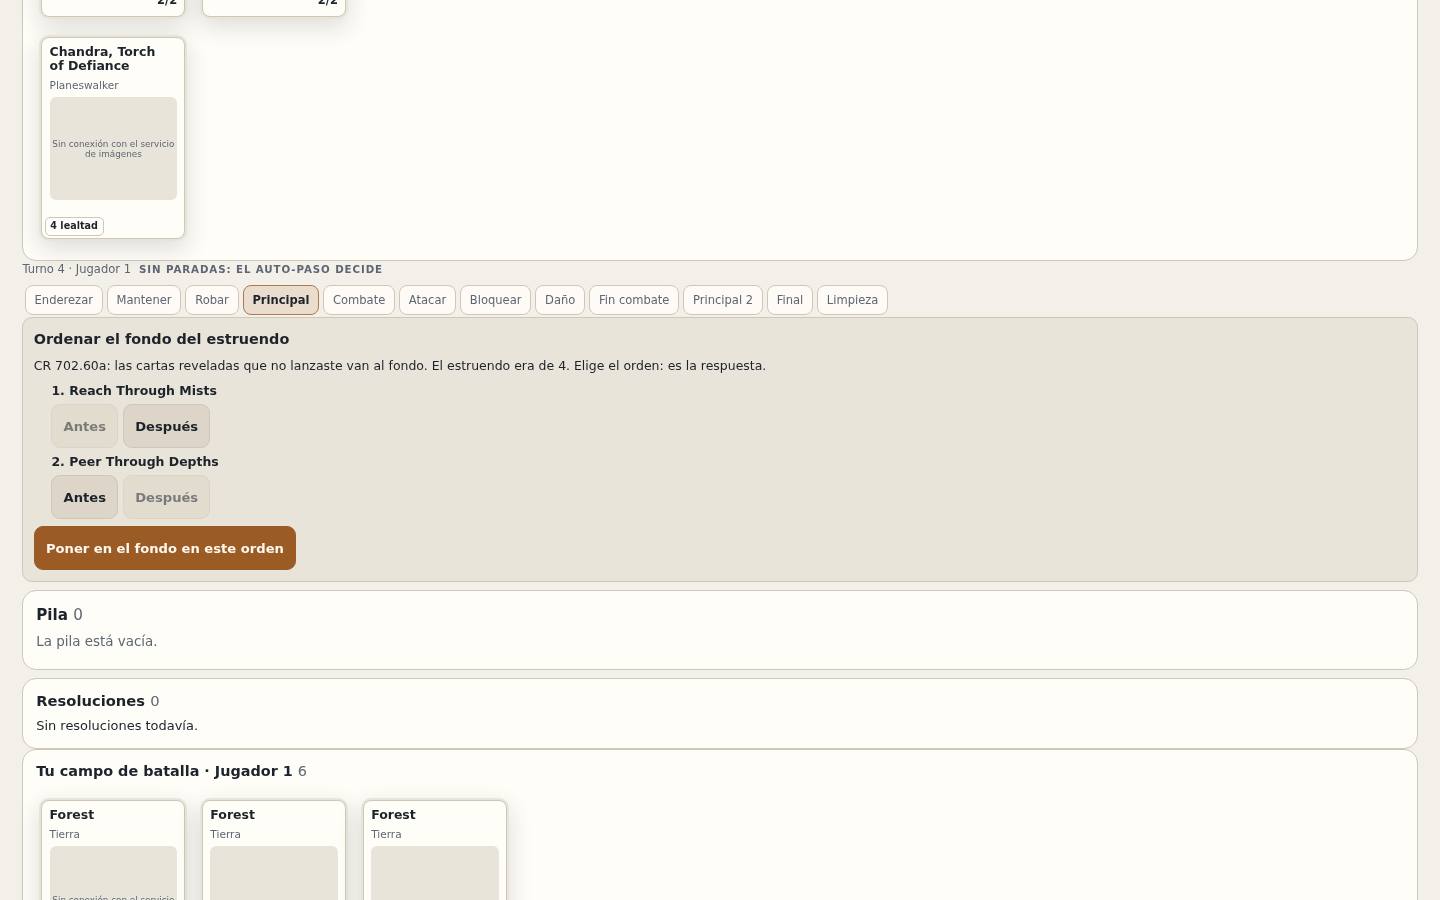 2/2
2/2
Chandra, Torch
of Defiance
Planeswalker
Sin conexión con el servicio
de imágenes
4 lealtad
Turno 4 · Jugador 1 SIN PARADAS: EL AUTO-PASO DECIDE
Enderezar Mantener Robar Principal Combate Atacar Bloquear Daño Fin combate Principal 2 Final Limpieza
Ordenar el fondo del estruendo
CR 702.60a: las cartas reveladas que no lanzaste van al fondo. El estruendo era de 4. Elige el orden: es la respuesta.
1. Reach Through Mists
Antes Después
2. Peer Through Depths
Antes Después
Poner en el fondo en este orden
Pila 0
La pila está vacía.
Resoluciones 0
Sin resoluciones todavía.
Tu campo de batalla · Jugador 1 6
Forest Forest Forest
Tierra Tierra Tierra
Sin conexión con el servicio